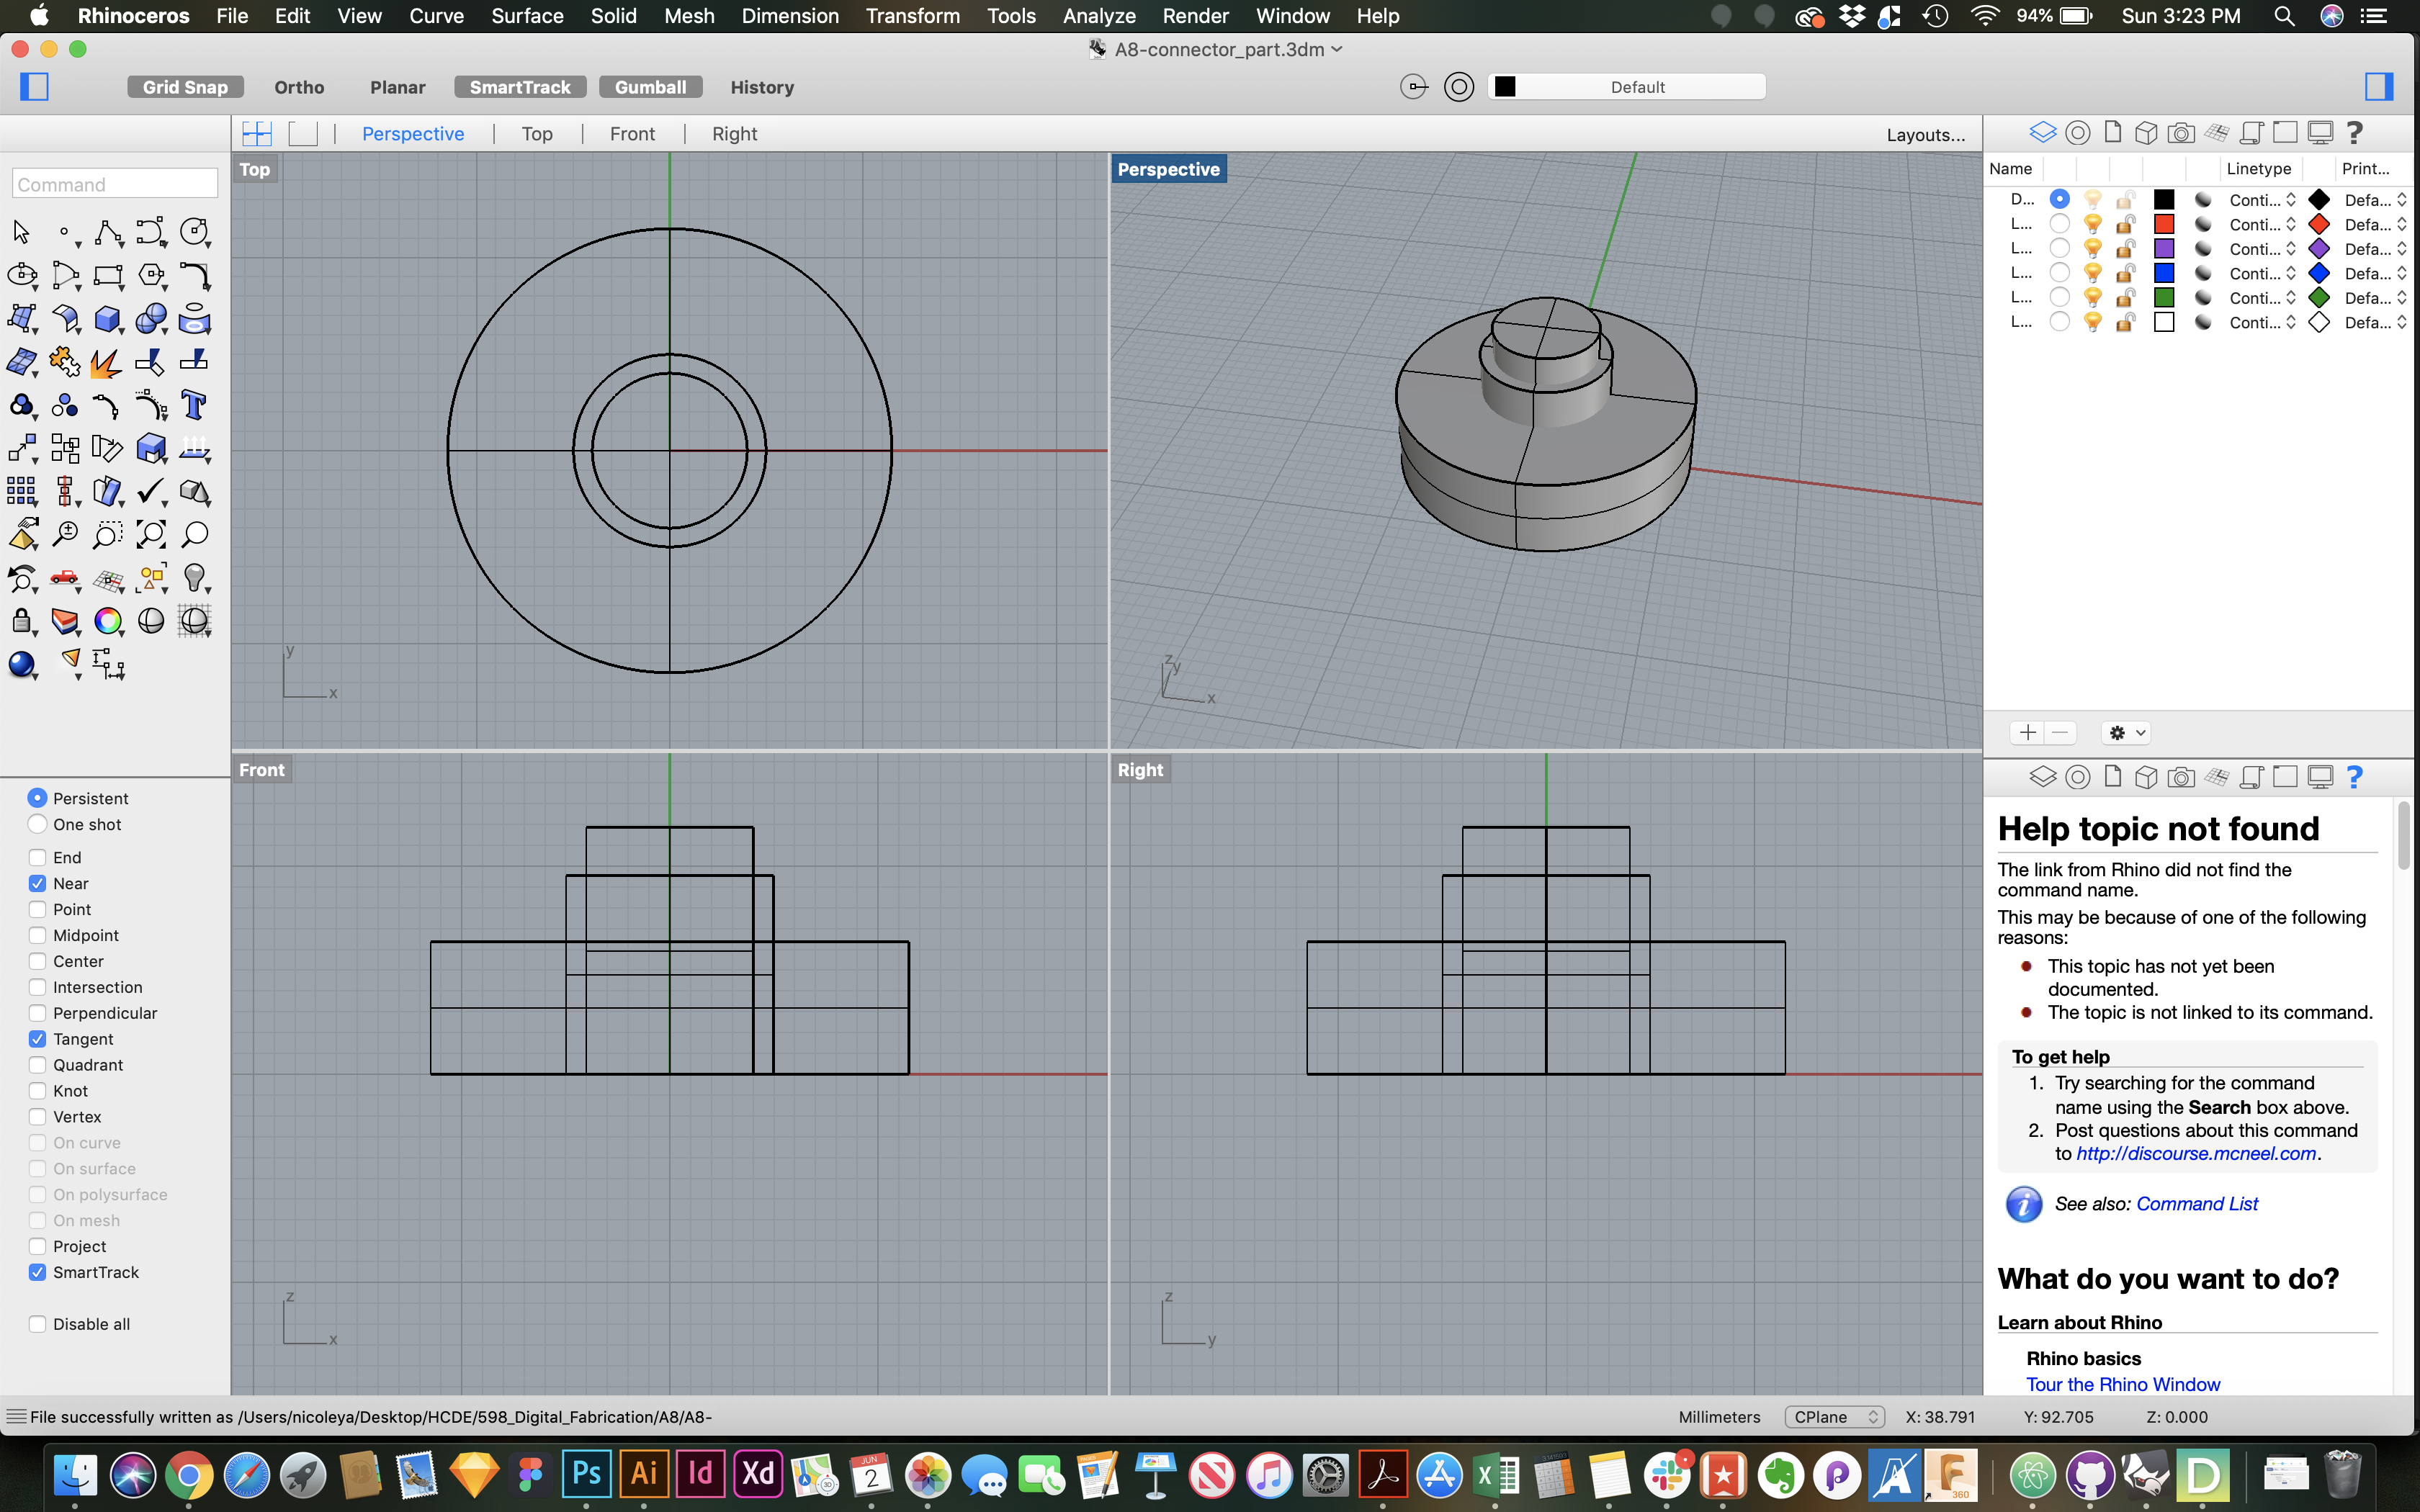 Rhinoceros File Edit View Curve Surface Solid Mesh Dimension Transform Tools Analyze Render Window Help 94% Sun 3:23 PM
A8-connector_part.3dm
Grid Snap Ortho Planar SmartTrack Gumball History Default
Perspective Top Front Right Layouts...
Command
Top
y
x
Perspective
z
y
x
Front
z
x
Right
z
y
Name Linetype Print...
D... Conti... Defa...
L... Conti... Defa...
L... Conti... Defa...
L... Conti... Defa...
L... Conti... Defa...
L... Conti... Defa...
Persistent
One shot
End
Near
Point
Midpoint
Center
Intersection
Perpendicular
Tangent
Quadrant
Knot
Vertex
On curve
On surface
On polysurface
On mesh
Project
SmartTrack
Disable all
Help topic not found
The link from Rhino did not find the
command name.
This may be because of one of the following
reasons:
This topic has not yet been
documented.
The topic is not linked to its command.
To get help
1. Try searching for the command
name using the Search box above.
2. Post questions about this command
to http://discourse.mcneel.com.
See also: Command List
What do you want to do?
Learn about Rhino
Rhino basics
Tour the Rhino Window
File successfully written as /Users/nicoleya/Desktop/HCDE/598_Digital_Fabrication/A8/A8- Millimeters CPlane X: 38.791 Y: 92.705 Z: 0.000
Ps Ai Id Xd JUN 2 D
360